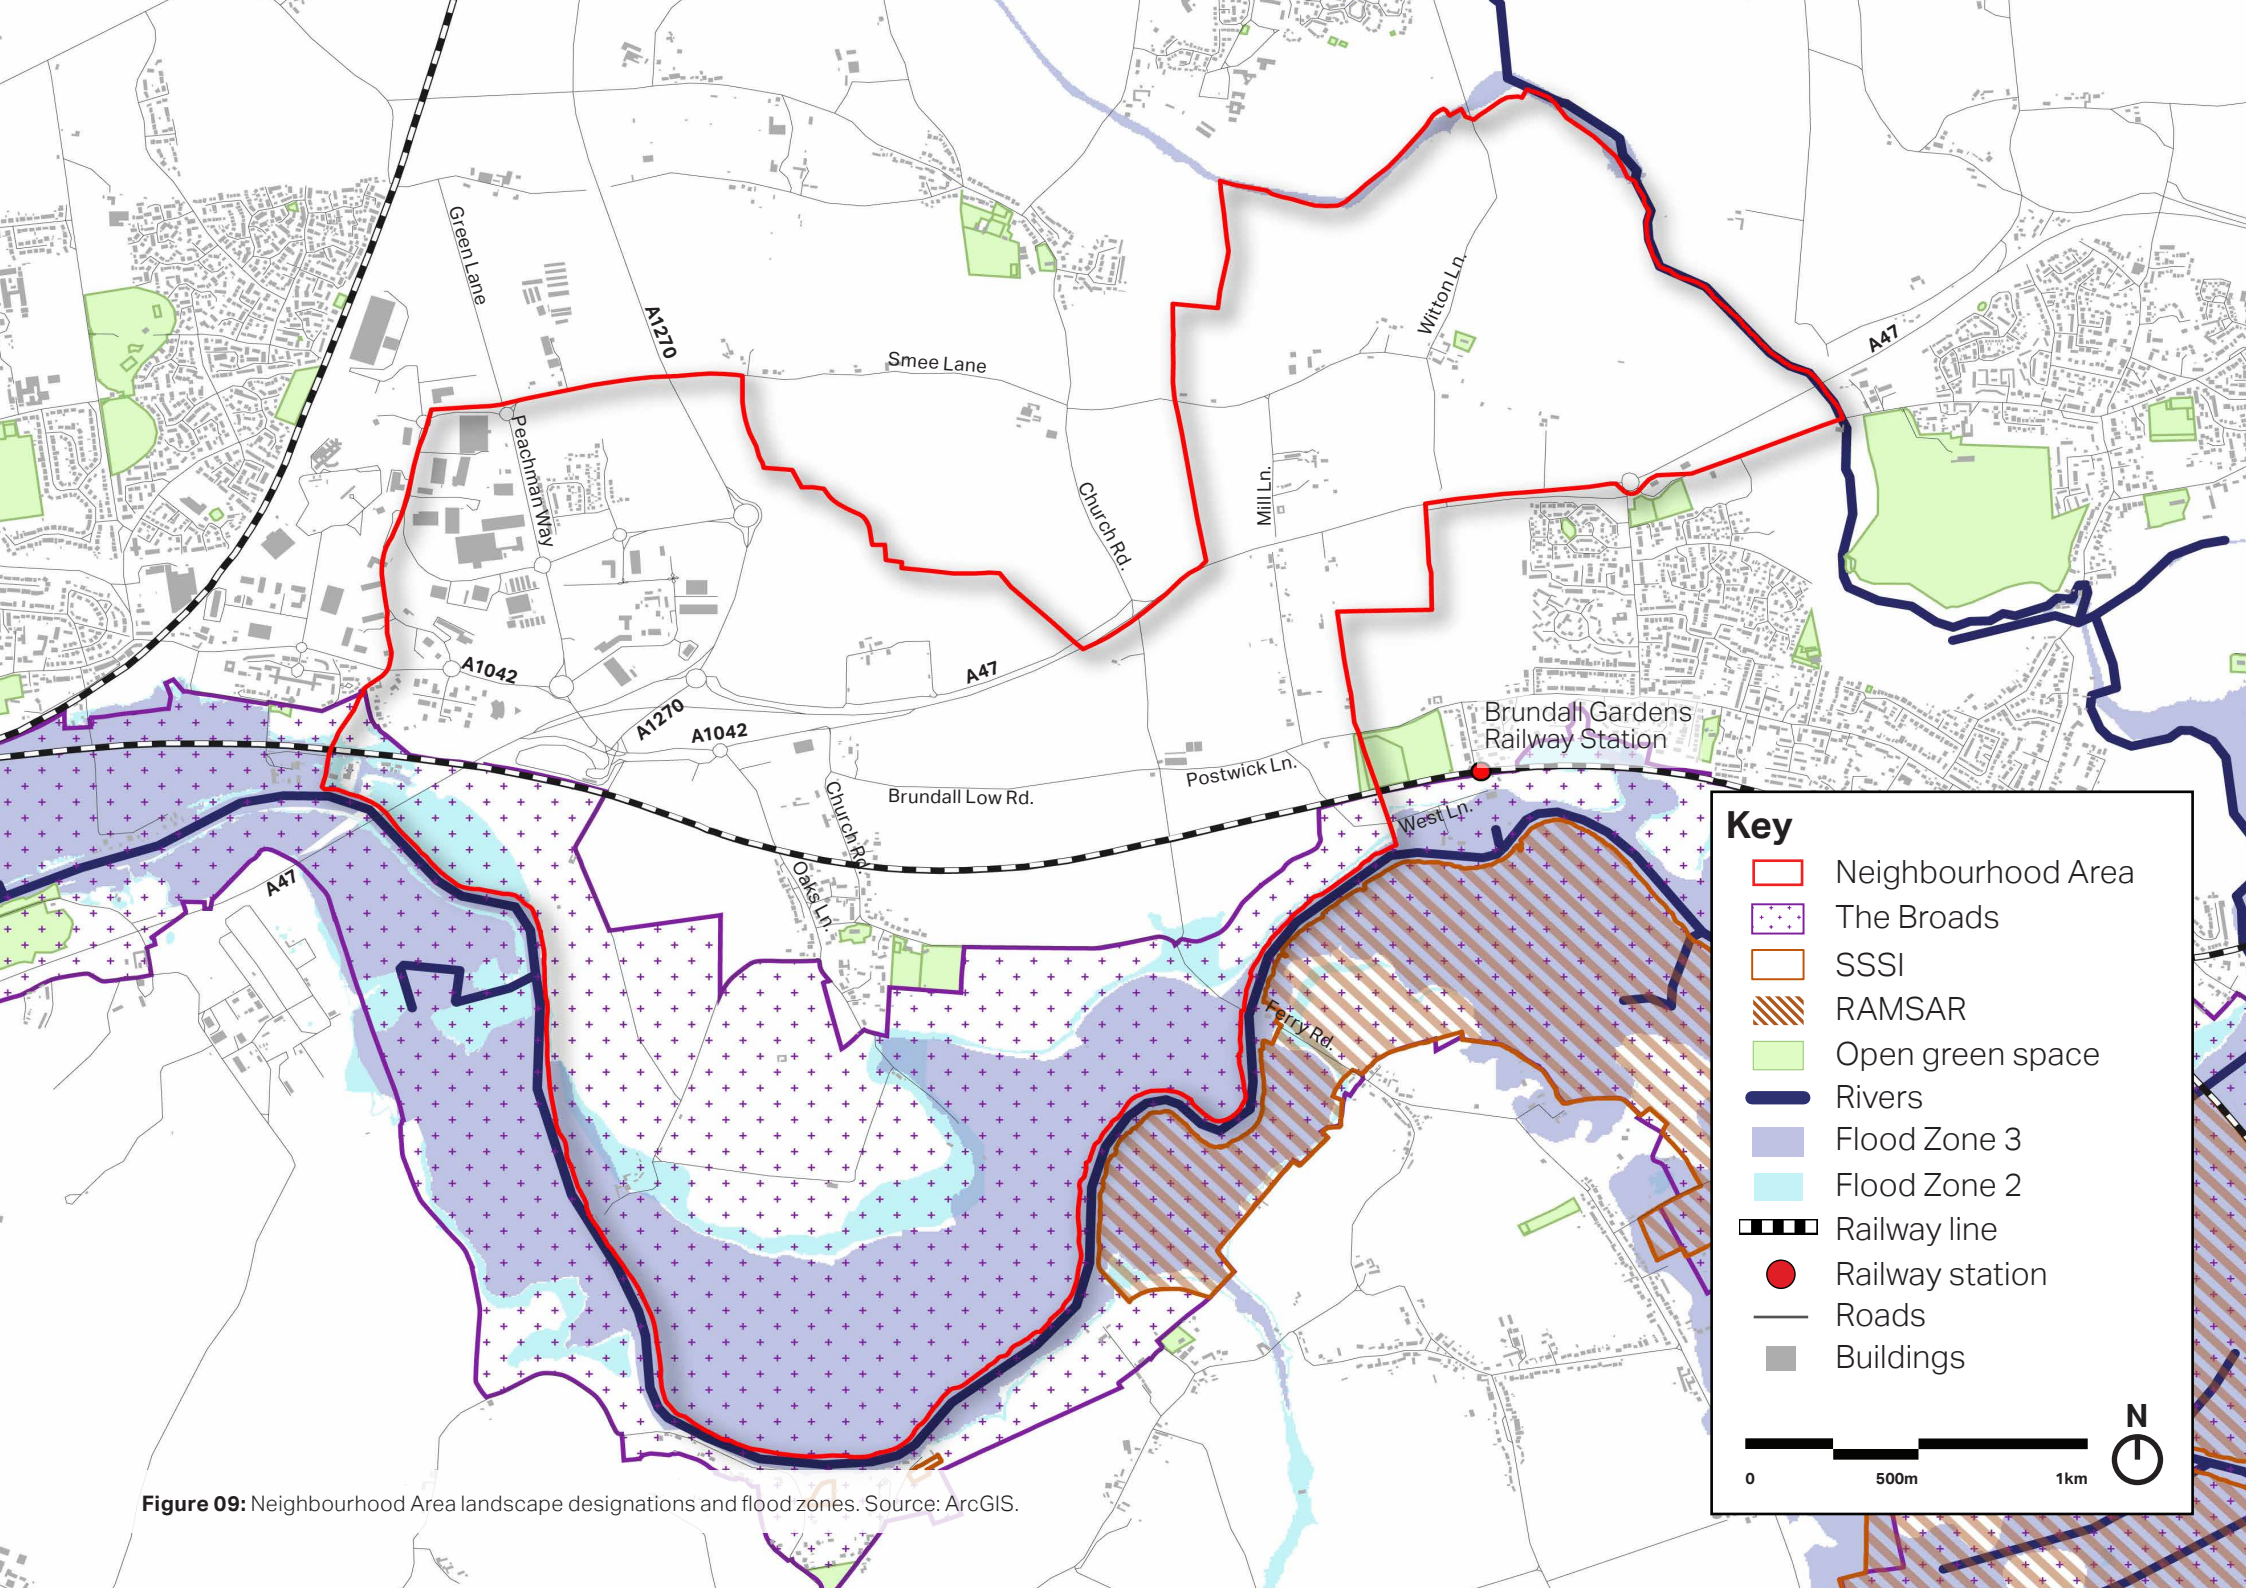 Green Lane
A1270
Smee Lane
Witton Ln.
A47
Peachman Way
Church Rd.
Mill Ln.
A1042
A47
A1270
A1042
Brundall Gardens
Railway Station
Postwick Ln.
Brundall Low Rd.
Church Rd.
West Ln.
Oaks Ln.
A47
Ferry Rd.
Key
Neighbourhood Area
The Broads
SSSI
RAMSAR
Open green space
Rivers
Flood Zone 3
Flood Zone 2
Railway line
Railway station
Roads
Buildings
N
0 500m 1km
Figure 09: Neighbourhood Area landscape designations and flood zones. Source: ArcGIS.